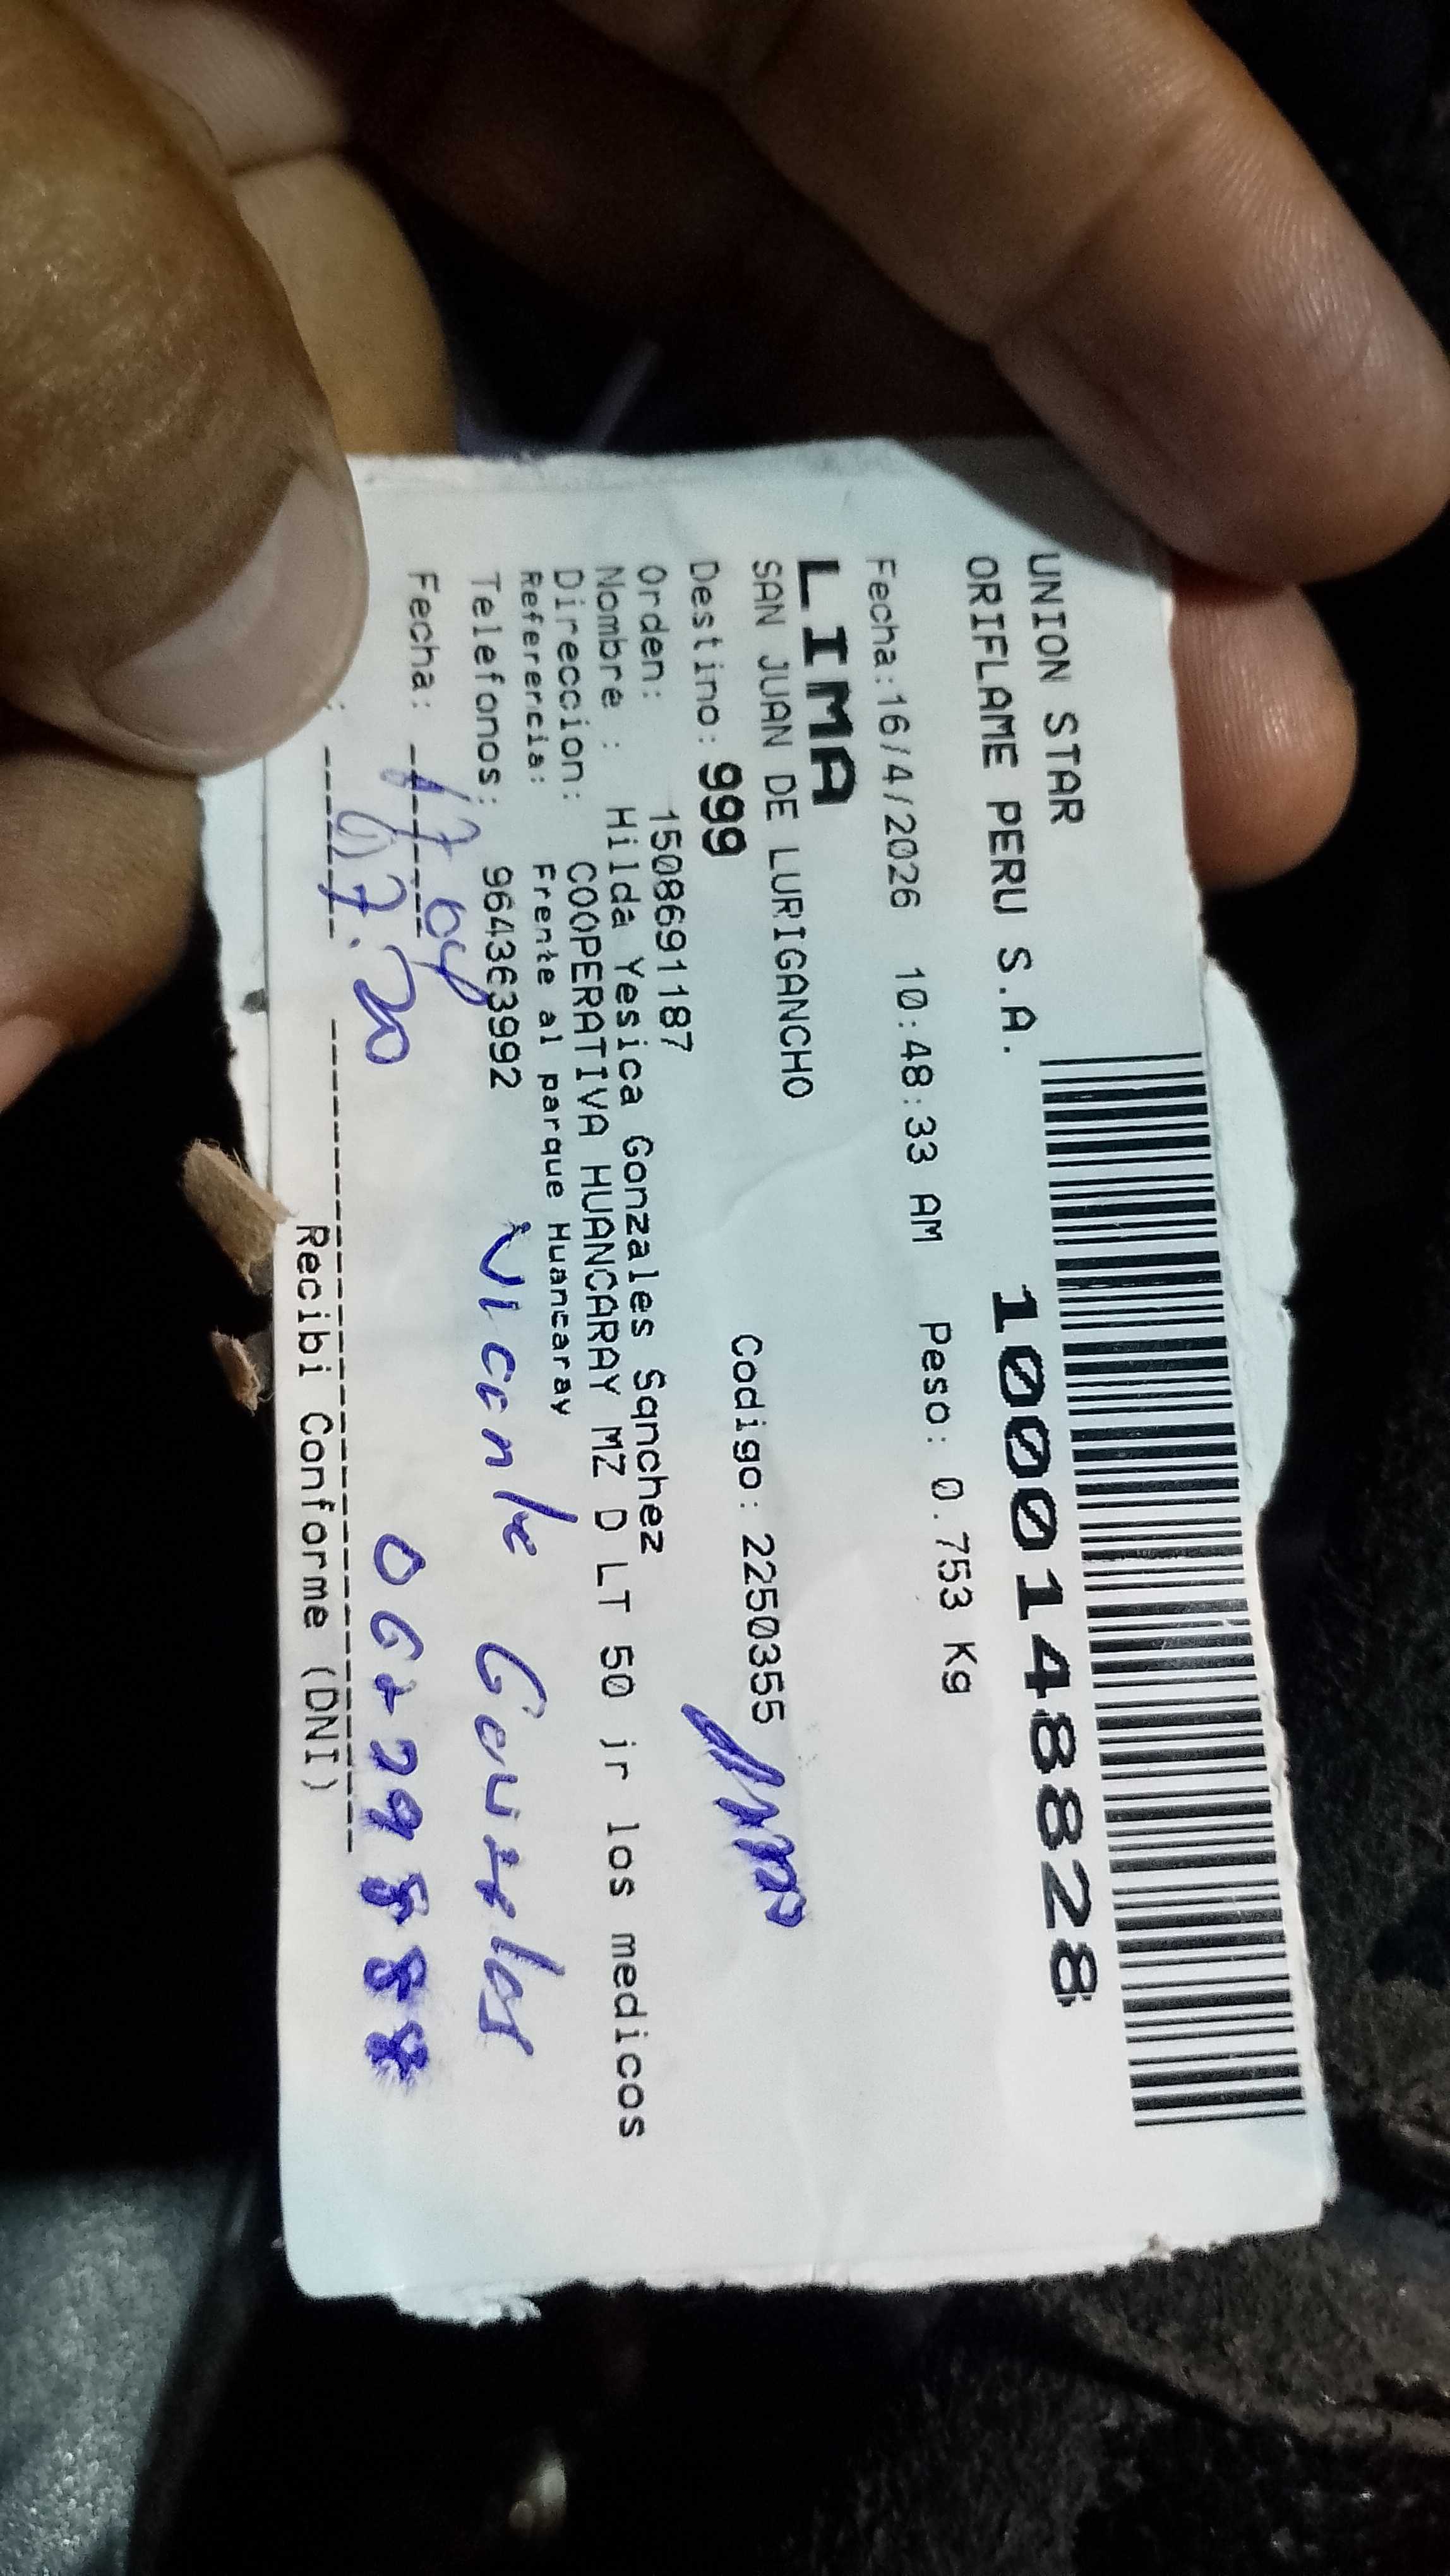 UNION STAR
ORIFLAME PERU S.A.
10001488828
Fecha:16/4/2026 10:48:33 AM Peso: 0.753 Kg
LIMA
SAN JUAN DE LURIGANCHO
Destino: 999 Codigo: 2250355
Orden: 1508691187
Nombre : Hilda Yesica Gonzales Sanchez
Direccion: COOPERATIVA HUANCARAY MZ D LT 50 jr los medicos
Referencia: Frente al parque Huancaray
Telefonos: 964363992
Vicente Gonzales
Fecha: 17 04
: 07:20
Recibi Conforme (DNI)